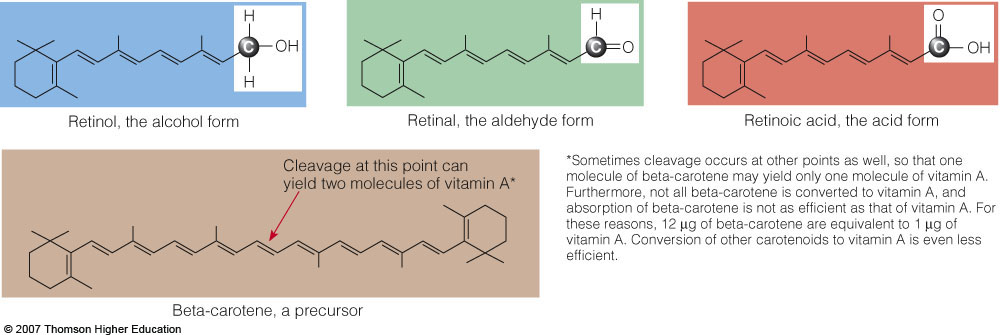 H
C
OH
H
Retinol, the alcohol form
H
C
O
Retinal, the aldehyde form
O
C
OH
Retinoic acid, the acid form
Cleavage at this point can
yield two molecules of vitamin A*
Beta-carotene, a precursor
*Sometimes cleavage occurs at other points as well, so that one
molecule of beta-carotene may yield only one molecule of vitamin A.
Furthermore, not all beta-carotene is converted to vitamin A, and
absorption of beta-carotene is not as efficient as that of vitamin A. For
these reasons, 12 µg of beta-carotene are equivalent to 1 µg of
vitamin A. Conversion of other carotenoids to vitamin A is even less
efficient.
© 2007 Thomson Higher Education